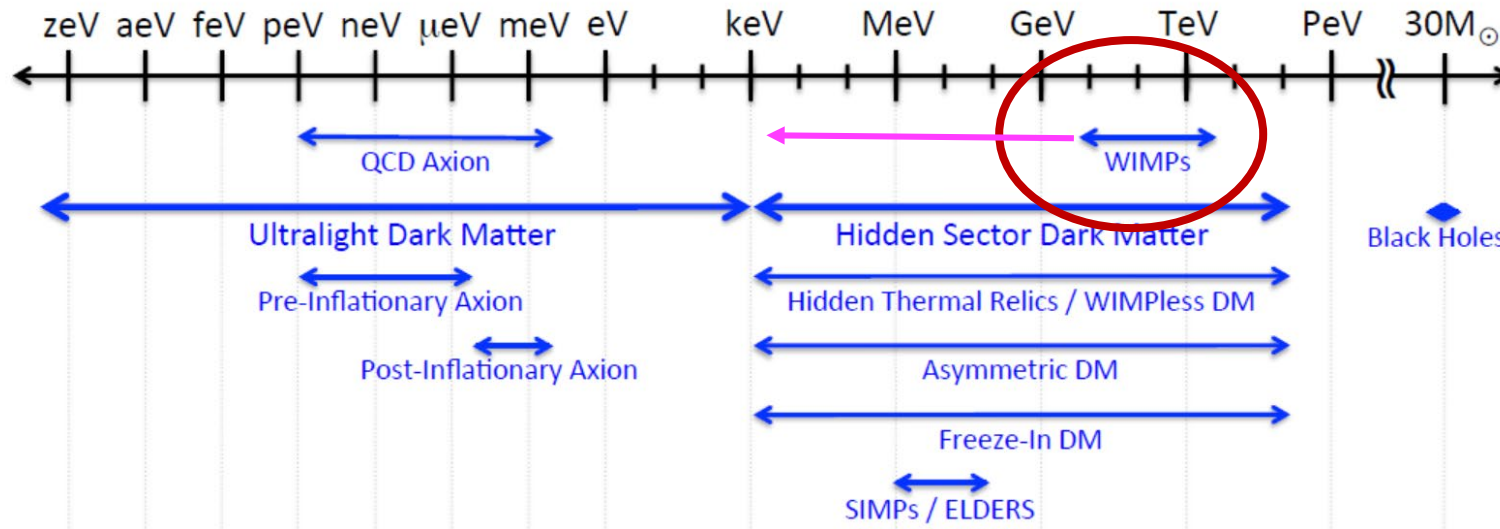 zeV aeV feV peV neV μeV meV eV keV MeV GeV TeV PeV 30M☉
QCD Axion
WIMPs
Ultralight Dark Matter
Hidden Sector Dark Matter
Black Holes
Pre-Inflationary Axion
Hidden Thermal Relics / WIMPless DM
Post-Inflationary Axion
Asymmetric DM
Freeze-In DM
SIMPs / ELDERS